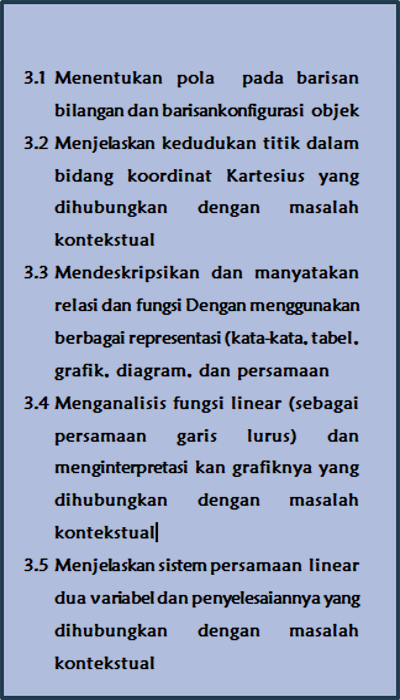 3.1 Menentukan pola pada barisan
bilangan dan barisankonfigurasi objek
3.2 Menjelaskan kedudukan titik dalam
bidang koordinat Kartesius yang
dihubungkan dengan masalah
kontekstual
3.3 Mendeskripsikan dan manyatakan
relasi dan fungsi Dengan menggunakan
berbagai representasi (kata-kata, tabel,
grafik, diagram, dan persamaan
3.4 Menganalisis fungsi linear (sebagai
persamaan garis lurus) dan
menginterpretasi kan grafiknya yang
dihubungkan dengan masalah
kontekstual
3.5 Menjelaskan sistem persamaan linear
dua variabel dan penyelesaiannya yang
dihubungkan dengan masalah
kontekstual